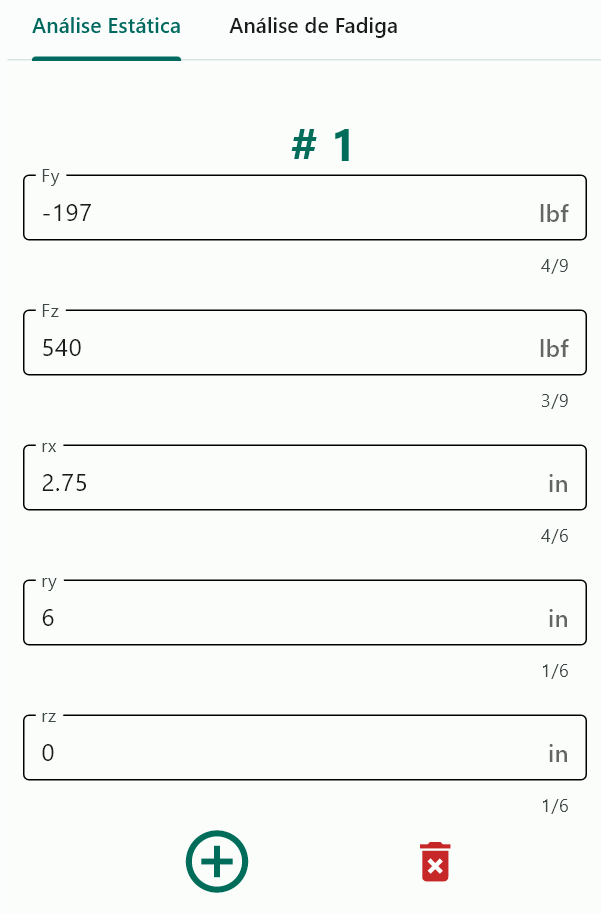 Análise Estática Análise de Fadiga
# 1
Fy
-197 lbf
4/9
Fz
540 lbf
3/9
rx
2.75 in
4/6
ry
6 in
1/6
rz
0 in
1/6